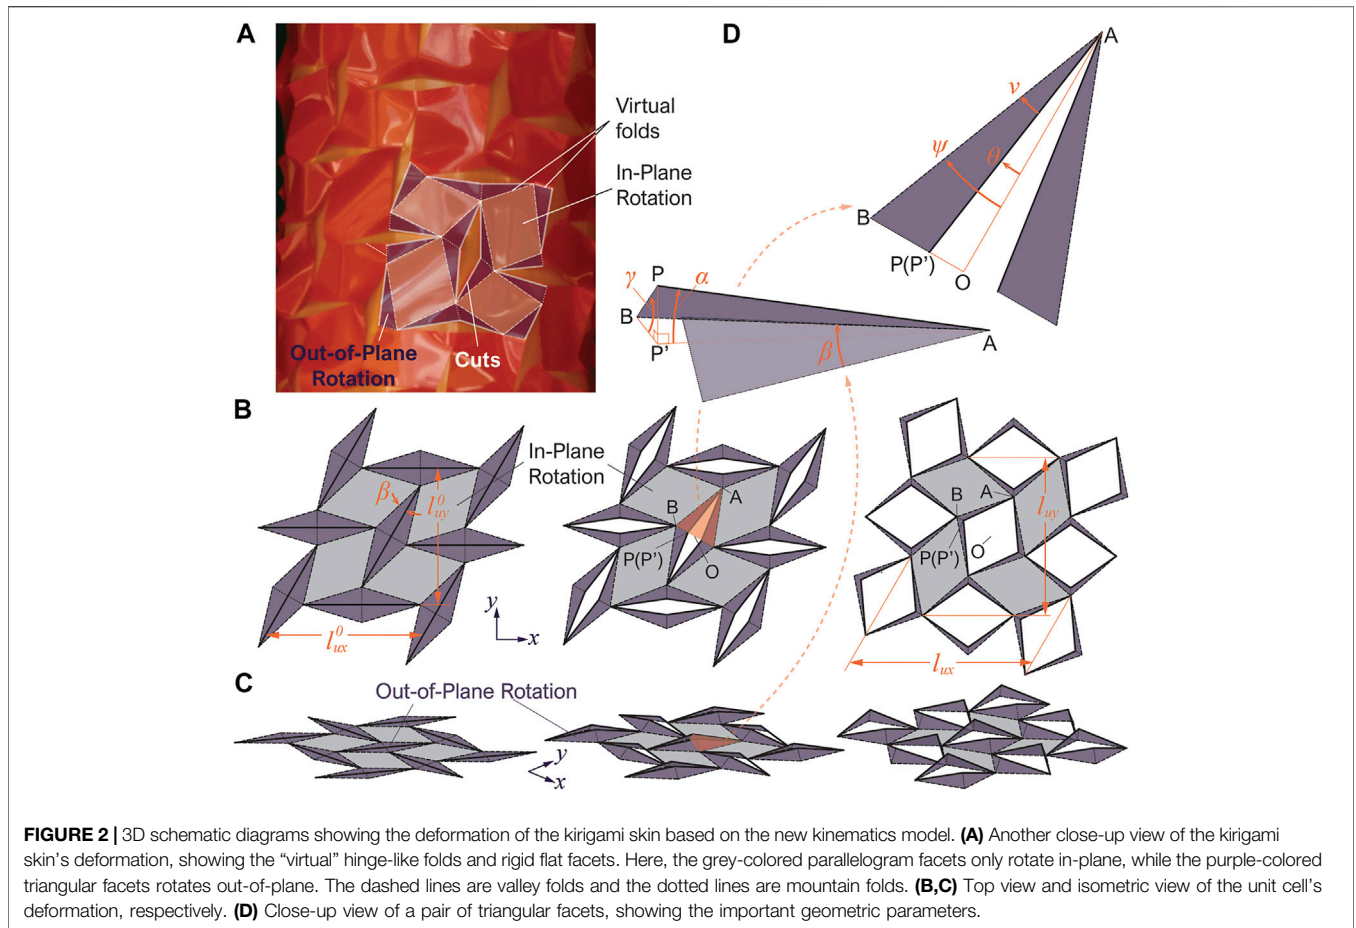 A
Virtual
folds
In-Plane
Rotation
Out-of-Plane
Rotation
Cuts
D
A
ν
ψ
θ
B
P(P’)
O
P
γ
α
B
P’
β
A
B
In-Plane
Rotation
β
l⁰uy
l⁰ux
y
x
A
B
P(P’)
O
B
A
luy
P(P’)
O
lux
C
Out-of-Plane Rotation
y
x
FIGURE 2 | 3D schematic diagrams showing the deformation of the kirigami skin based on the new kinematics model. (A) Another close-up view of the kirigami
skin’s deformation, showing the “virtual” hinge-like folds and rigid flat facets. Here, the grey-colored parallelogram facets only rotate in-plane, while the purple-colored
triangular facets rotates out-of-plane. The dashed lines are valley folds and the dotted lines are mountain folds. (B,C) Top view and isometric view of the unit cell’s
deformation, respectively. (D) Close-up view of a pair of triangular facets, showing the important geometric parameters.